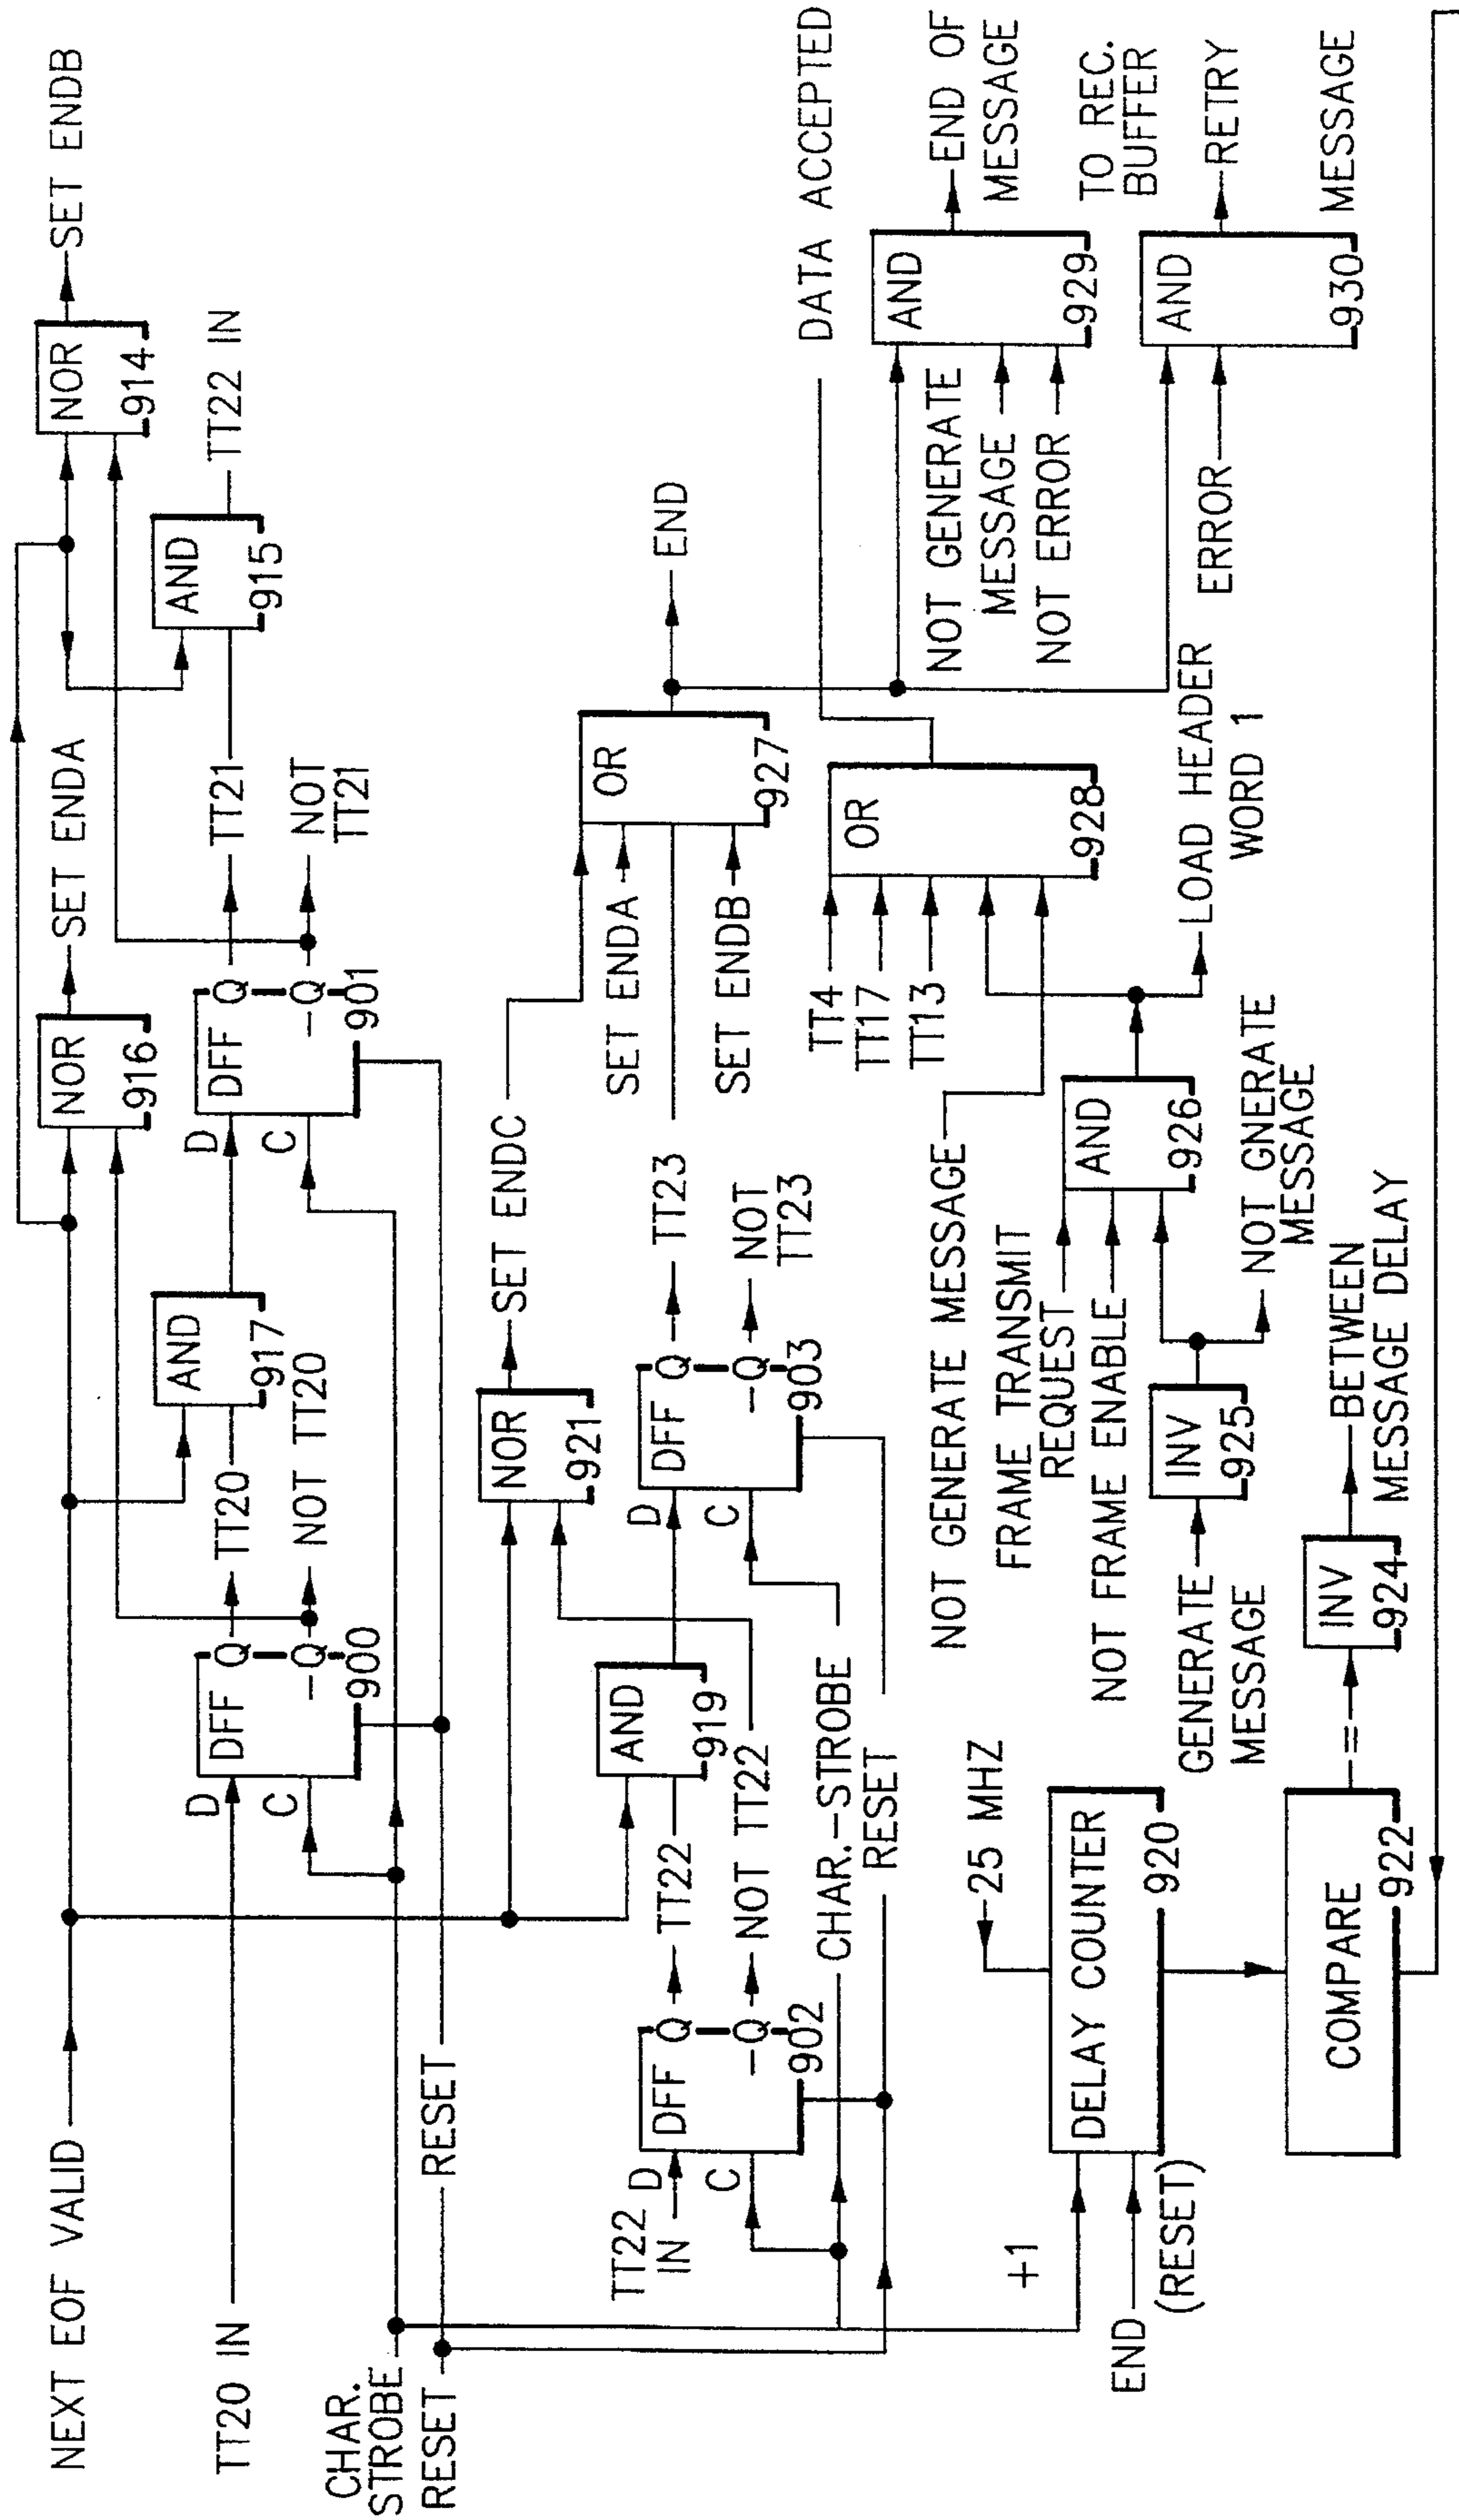 NEXT EOF VALID
TT20 IN
CHAR.
STROBE
RESET
RESET
D
C
DFF
Q
-Q
900
TT20
NOT TT20
AND
917
NOR
916
SET ENDA
D
C
DFF
Q
-Q
901
TT21
NOT
TT21
AND
915
TT22 IN
NOR
914
SET ENDB
TT22
IN
D
C
DFF
Q
-Q
902
TT22
NOT TT22
CHAR.-STROBE
RESET
AND
919
NOR
921
SET ENDC
D
C
DFF
Q
-Q
903
TT23
NOT
TT23
SET ENDA
SET ENDB
OR
927
END
TT4
TT17
TT13
NOT GENERATE MESSAGE
OR
928
DATA ACCEPTED
FRAME TRANSMIT
REQUEST
NOT FRAME ENABLE
AND
926
LOAD HEADER
WORD 1
GENERATE
MESSAGE
INV
925
NOT GNERATE
MESSAGE
NOT GENERATE
MESSAGE
NOT ERROR
AND
929
END OF
MESSAGE
TO REC.
BUFFER
ERROR
AND
930
RETRY
MESSAGE
+1
END
(RESET)
25 MHZ
DELAY COUNTER
920
COMPARE
922
=
INV
924
BETWEEN
MESSAGE DELAY